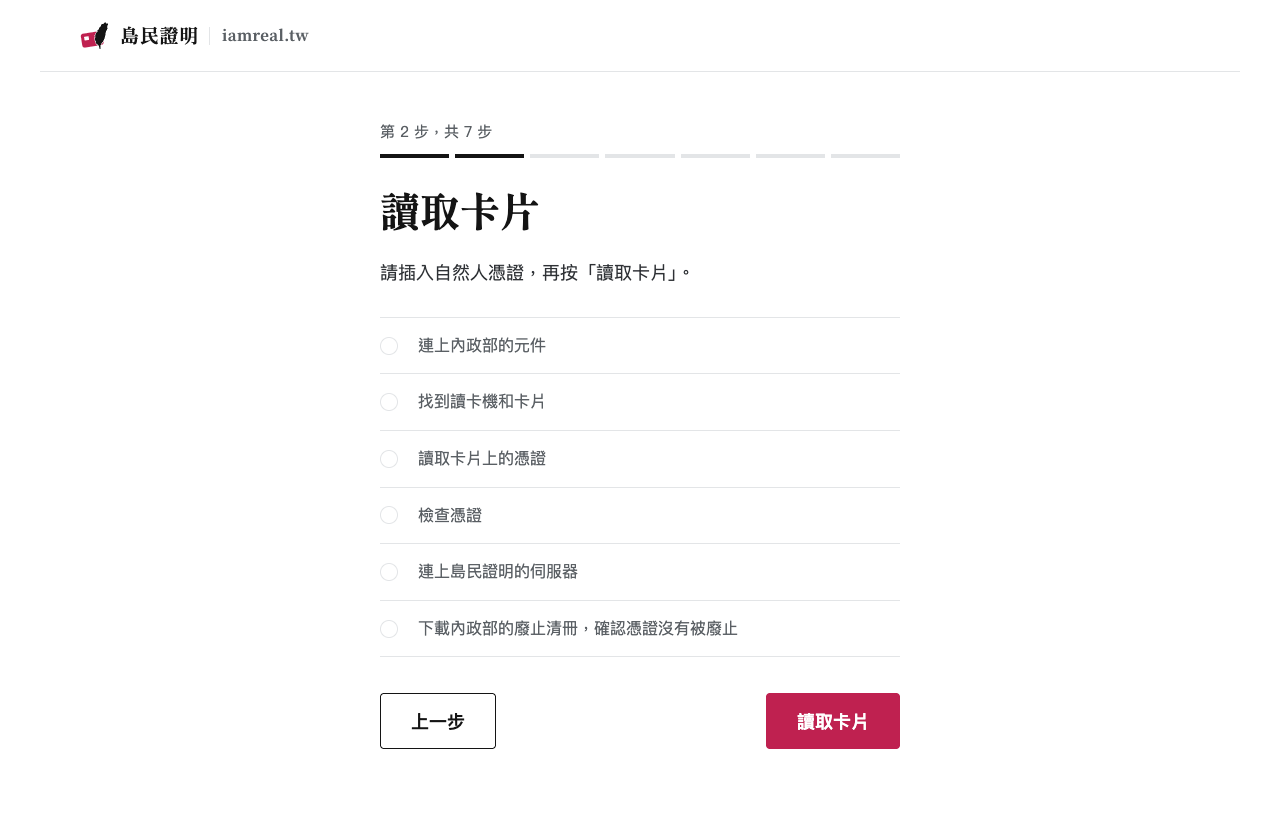 島民證明 iamreal.tw
第 2 步，共 7 步
讀取卡片
請插入自然人憑證，再按「讀取卡片」。
連上內政部的元件
找到讀卡機和卡片
讀取卡片上的憑證
檢查憑證
連上島民證明的伺服器
下載內政部的廢止清冊，確認憑證沒有被廢止
上一步
讀取卡片